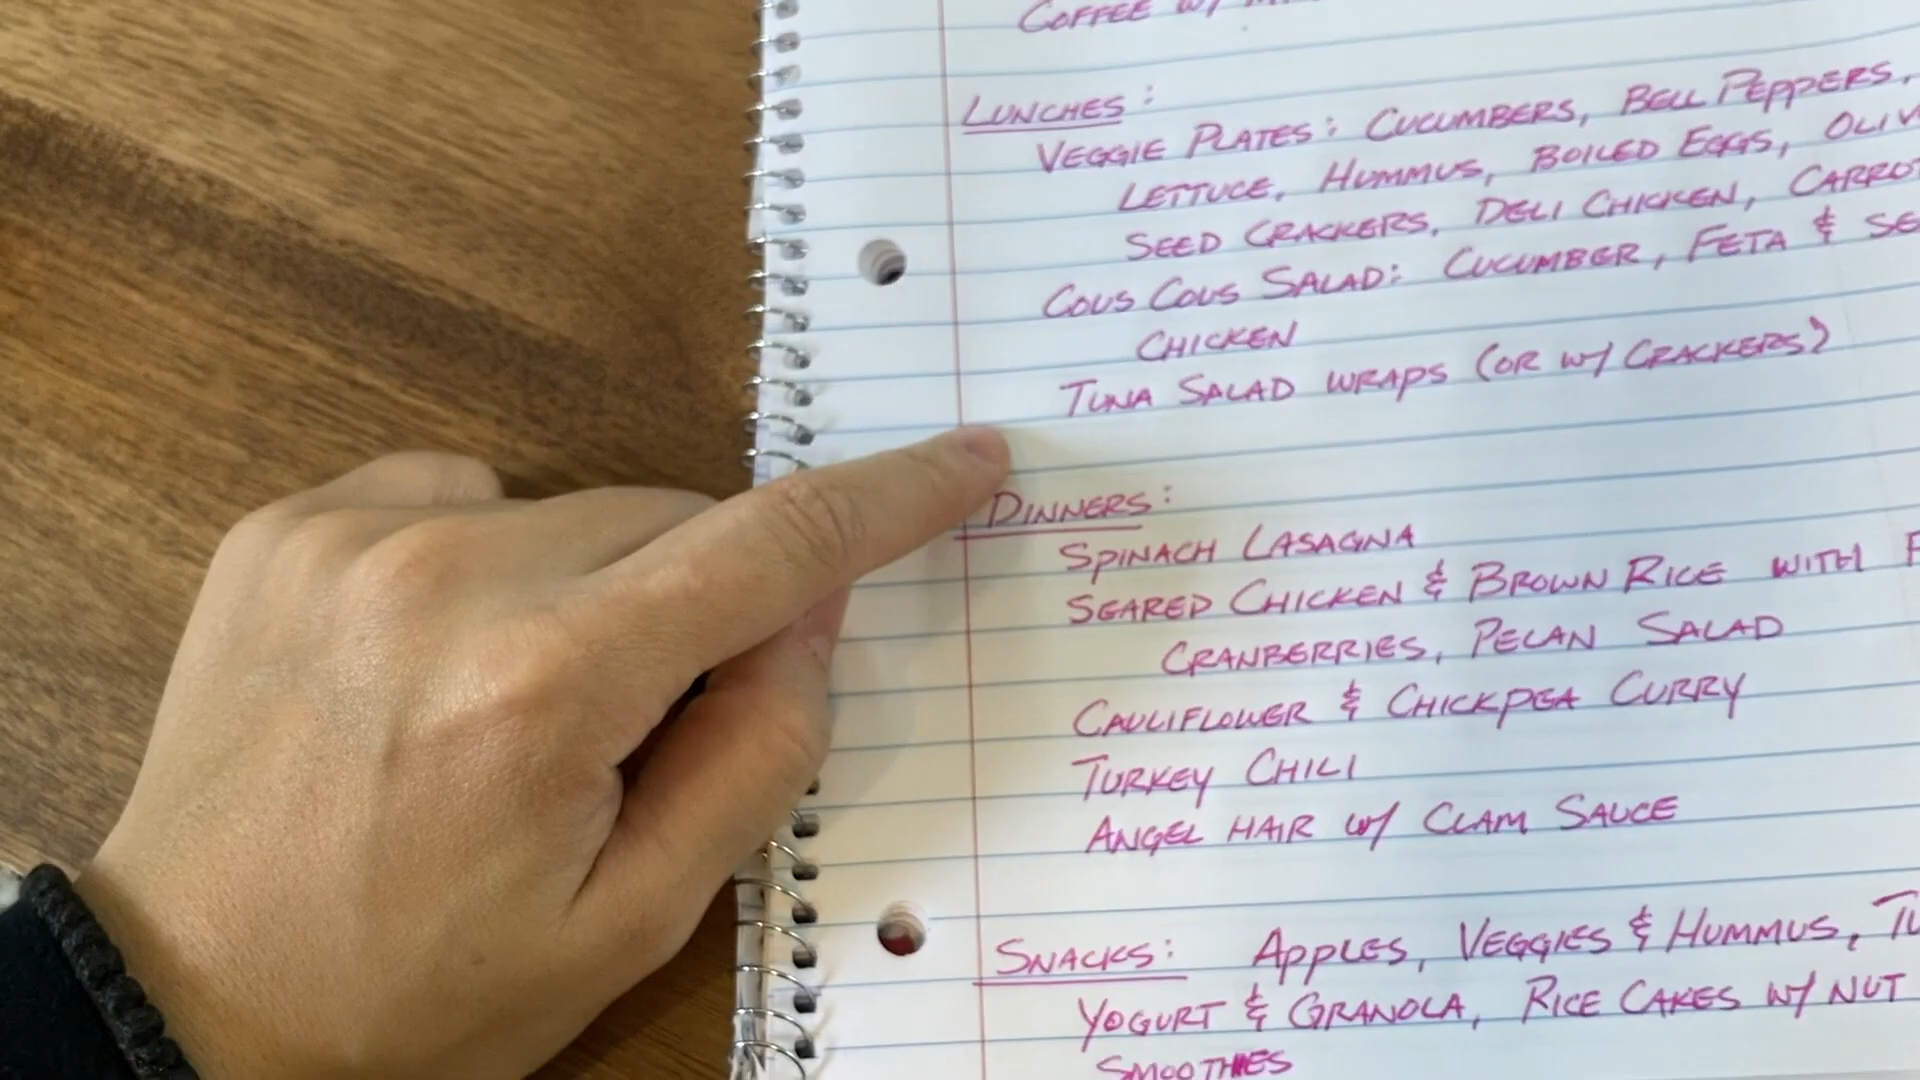 COFFEE W/
LUNCHES:
VEGGIE PLATES: CUCUMBERS, BELL PEPPERS,
LETTUCE, HUMMUS, BOILED EGGS,
SEED CRACKERS, DELI CHICKEN,
COUS COUS SALAD: CUCUMBER, FETA &
CHICKEN
TUNA SALAD WRAPS (OR W/ CRACKERS)
DINNERS:
SPINACH LASAGNA
SEARED CHICKEN & BROWN RICE WITH
CRANBERRIES, PECAN SALAD
CAULIFLOWER & CHICKPEA CURRY
TURKEY CHILI
ANGEL HAIR W/ CLAM SAUCE
SNACKS: APPLES, VEGGIES & HUMMUS,
YOGURT & GRANOLA, RICE CAKES W/ NUT
SMOOTHIES